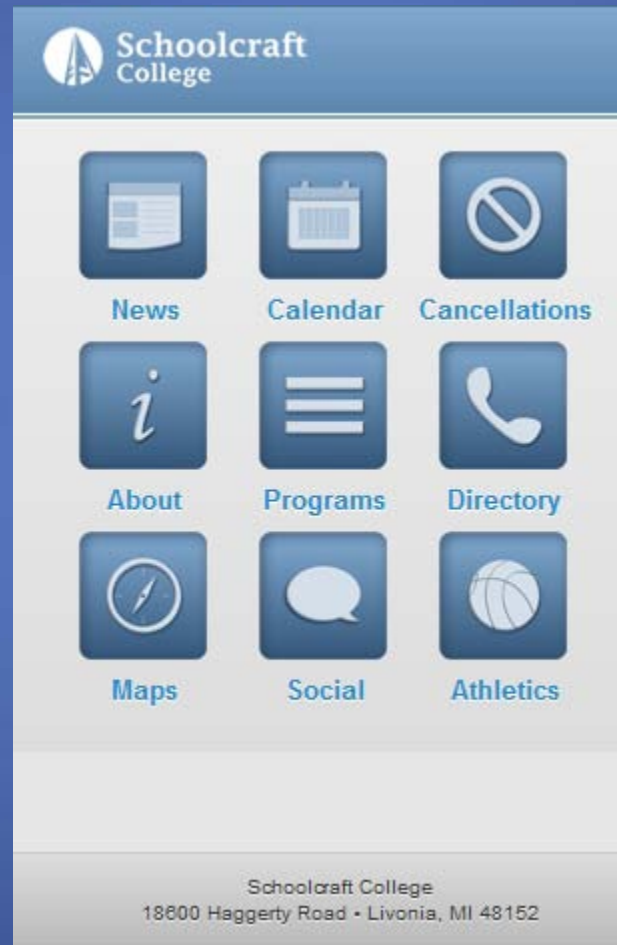 Schoolcraft
College
News Calendar Cancellations
About Programs Directory
Maps Social Athletics
Schoolcraft College
18600 Haggerty Road • Livonia, MI 48152